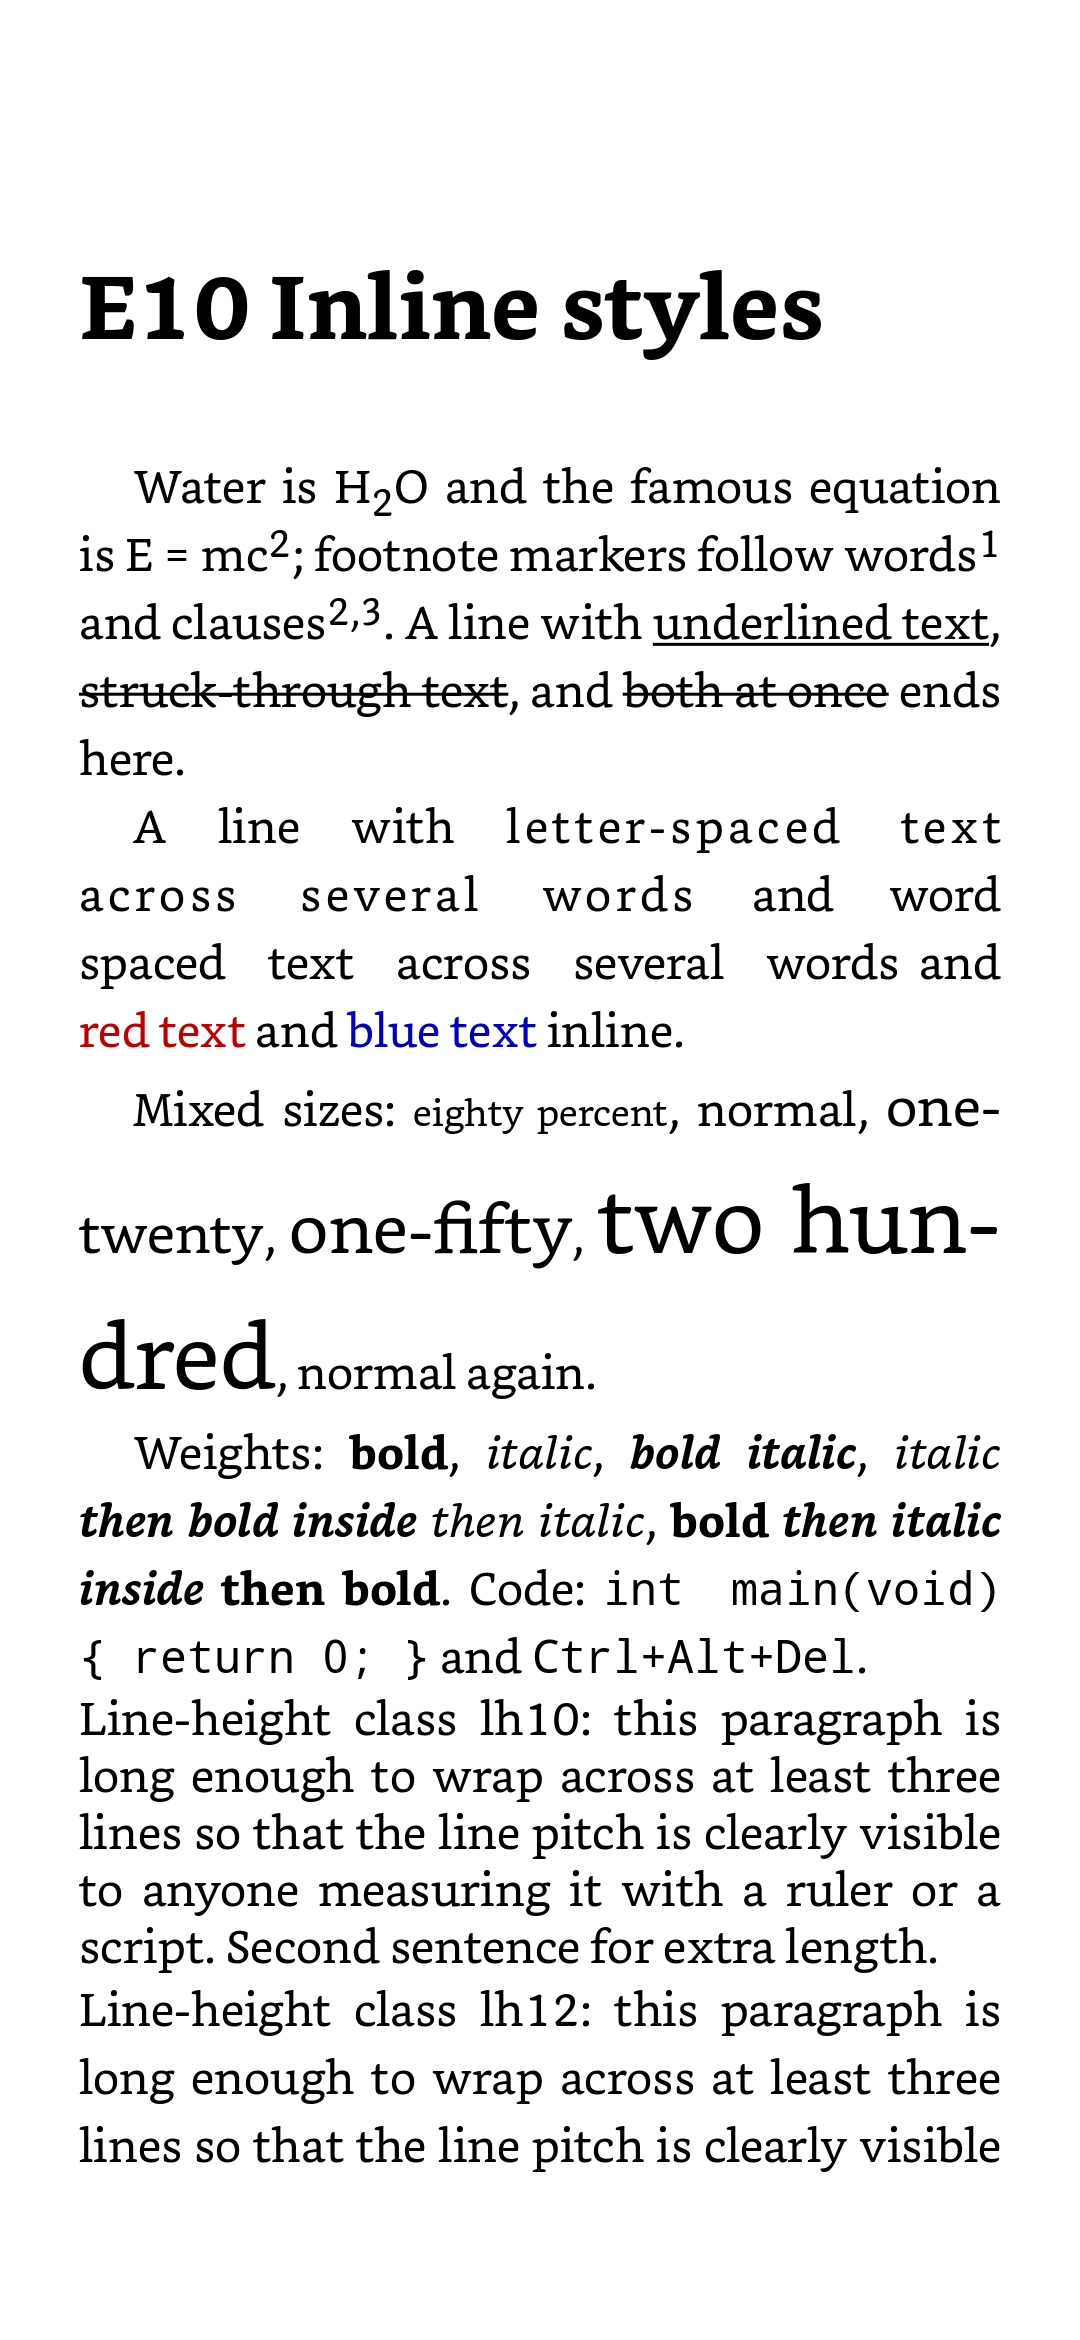 E10 Inline styles
Water is H₂O and the famous equation
is E = mc²; footnote markers follow words¹
and clauses²,³. A line with underlined text,
struck-through text, and both at once ends
here.
A line with letter-spaced text
across several words and word
spaced text across several words and
red text and blue text inline.
Mixed sizes: eighty percent, normal, one-
twenty, one-fifty, two hun-
dred, normal again.
Weights: bold, italic, bold italic, italic
then bold inside then italic, bold then italic
inside then bold. Code: int main(void)
{ return 0; } and Ctrl+Alt+Del.
Line-height class lh10: this paragraph is
long enough to wrap across at least three
lines so that the line pitch is clearly visible
to anyone measuring it with a ruler or a
script. Second sentence for extra length.
Line-height class lh12: this paragraph is
long enough to wrap across at least three
lines so that the line pitch is clearly visible